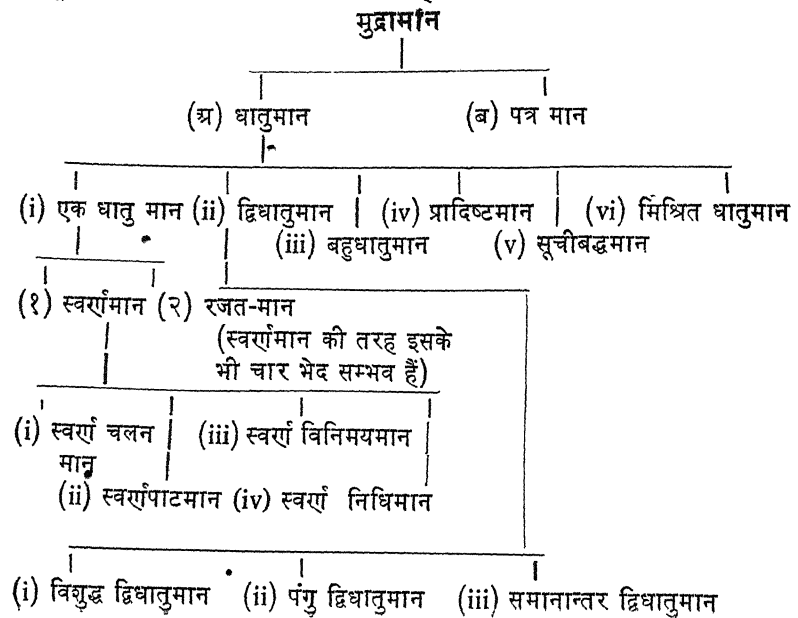 मुद्रामान
(अ) धातुमान (ब) पत्र मान
(i) एक धातु मान (ii) द्विधातुमान (iv) प्रादिष्टमान (vi) मिश्रित धातुमान
(iii) बहुधातुमान (v) सूचीबद्धमान
(१) स्वर्णमान (२) रजत-मान
(स्वर्णमान की तरह इसके
भी चार भेद सम्भव हैं)
(i) स्वर्ण चलन (iii) स्वर्ण विनिमयमान
मान
(ii) स्वर्णपाटमान (iv) स्वर्ण निधिमान
(i) विशुद्ध द्विधातुमान (ii) पंगु द्विधातुमान (iii) समानान्तर द्विधातुमान